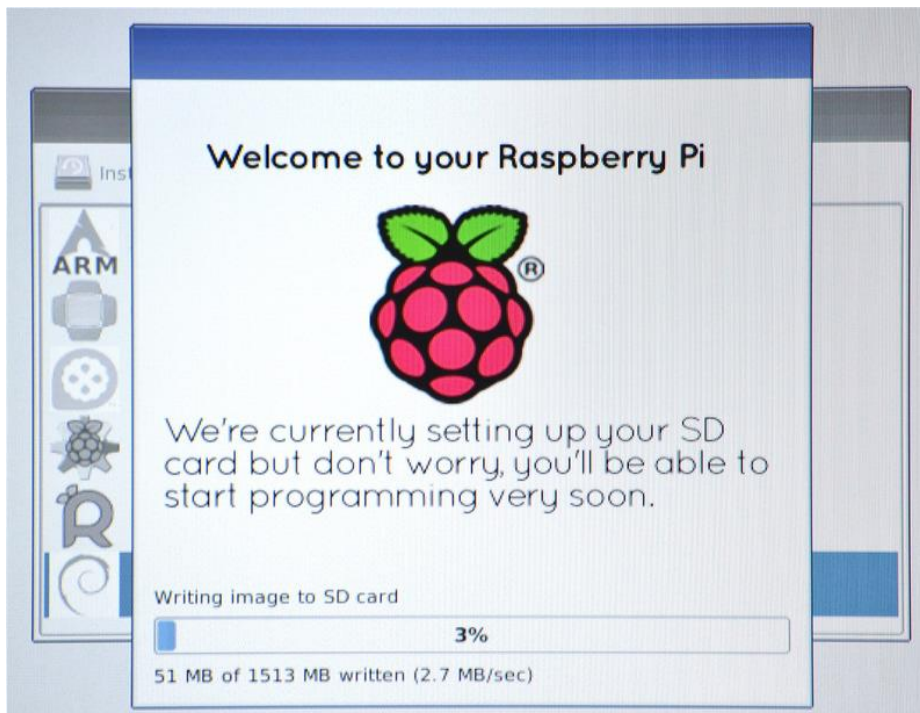 Inst
ARM
Welcome to your Raspberry Pi
®
We're currently setting up your SD
card but don't worry, you'll be able to
start programming very soon.
Writing image to SD card
3%
51 MB of 1513 MB written (2.7 MB/sec)